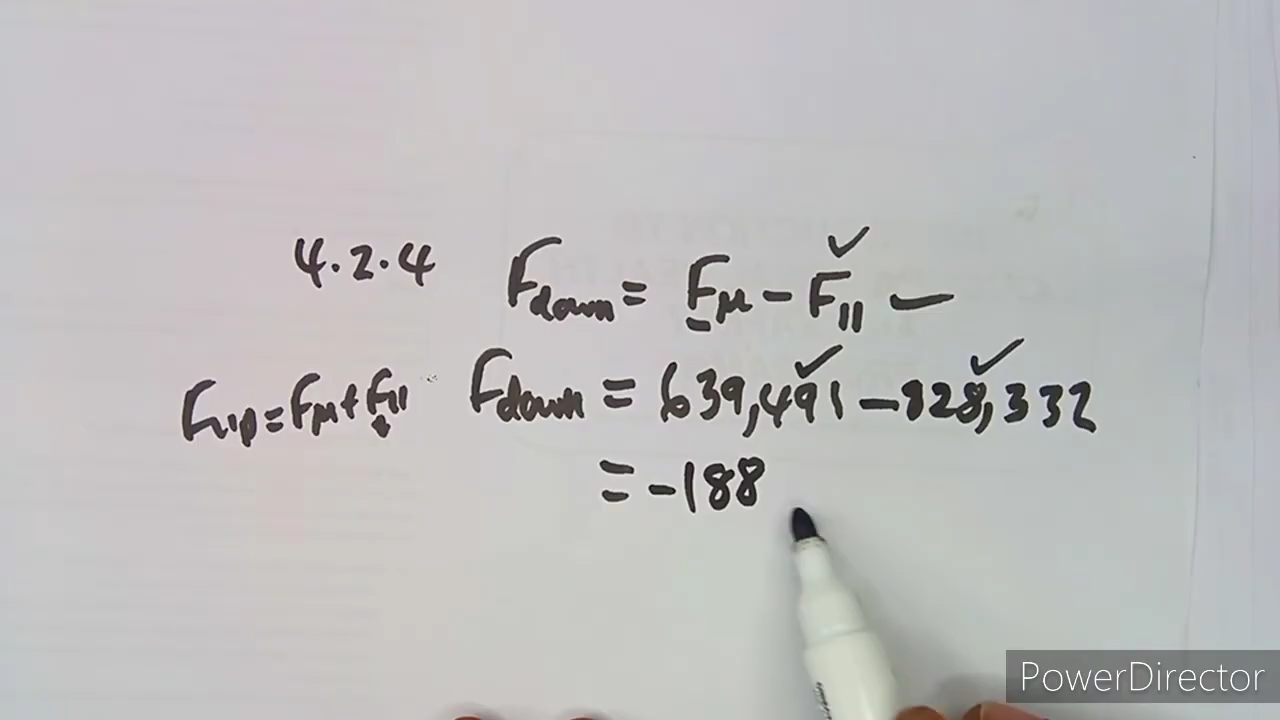 4.2.4 Fdown = Fμ - F||
Fup = Fμ + F|| Fdown = 639,491 - 828,332
= -188
PowerDirector